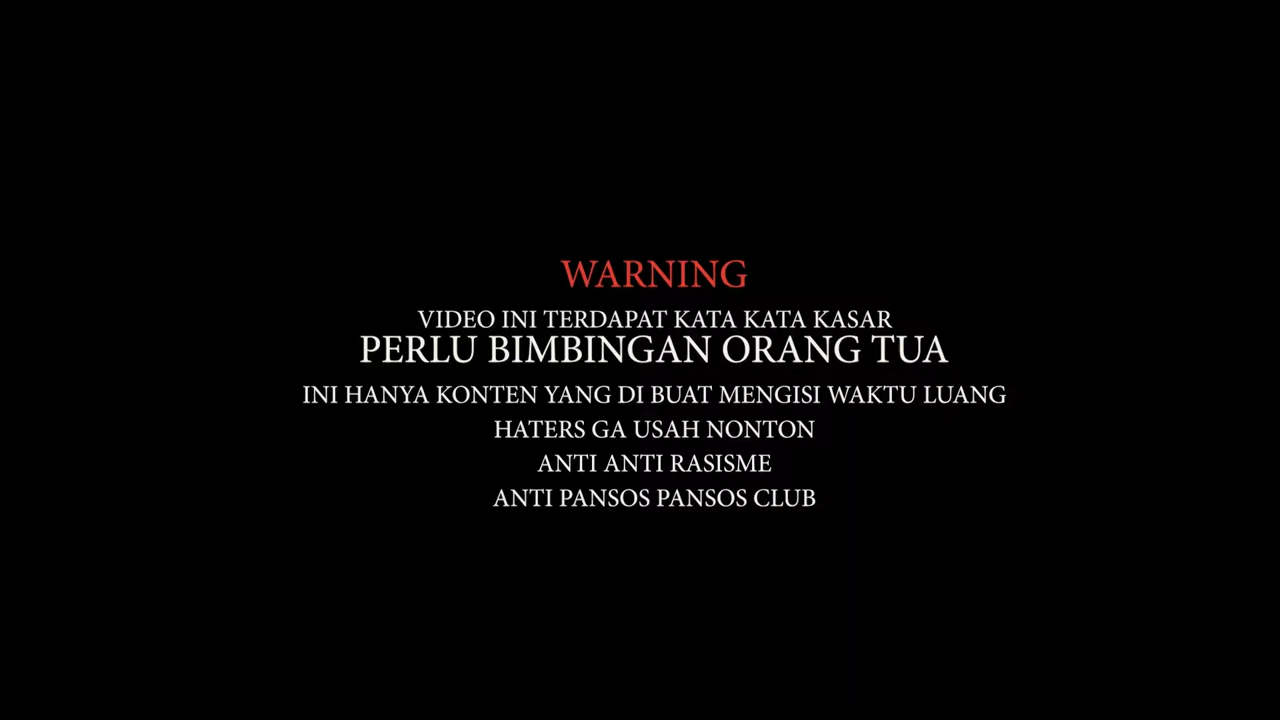 WARNING
VIDEO INI TERDAPAT KATA KATA KASAR
PERLU BIMBINGAN ORANG TUA
INI HANYA KONTEN YANG DI BUAT MENGISI WAKTU LUANG
HATERS GA USAH NONTON
ANTI ANTI RASISME
ANTI PANSOS PANSOS CLUB